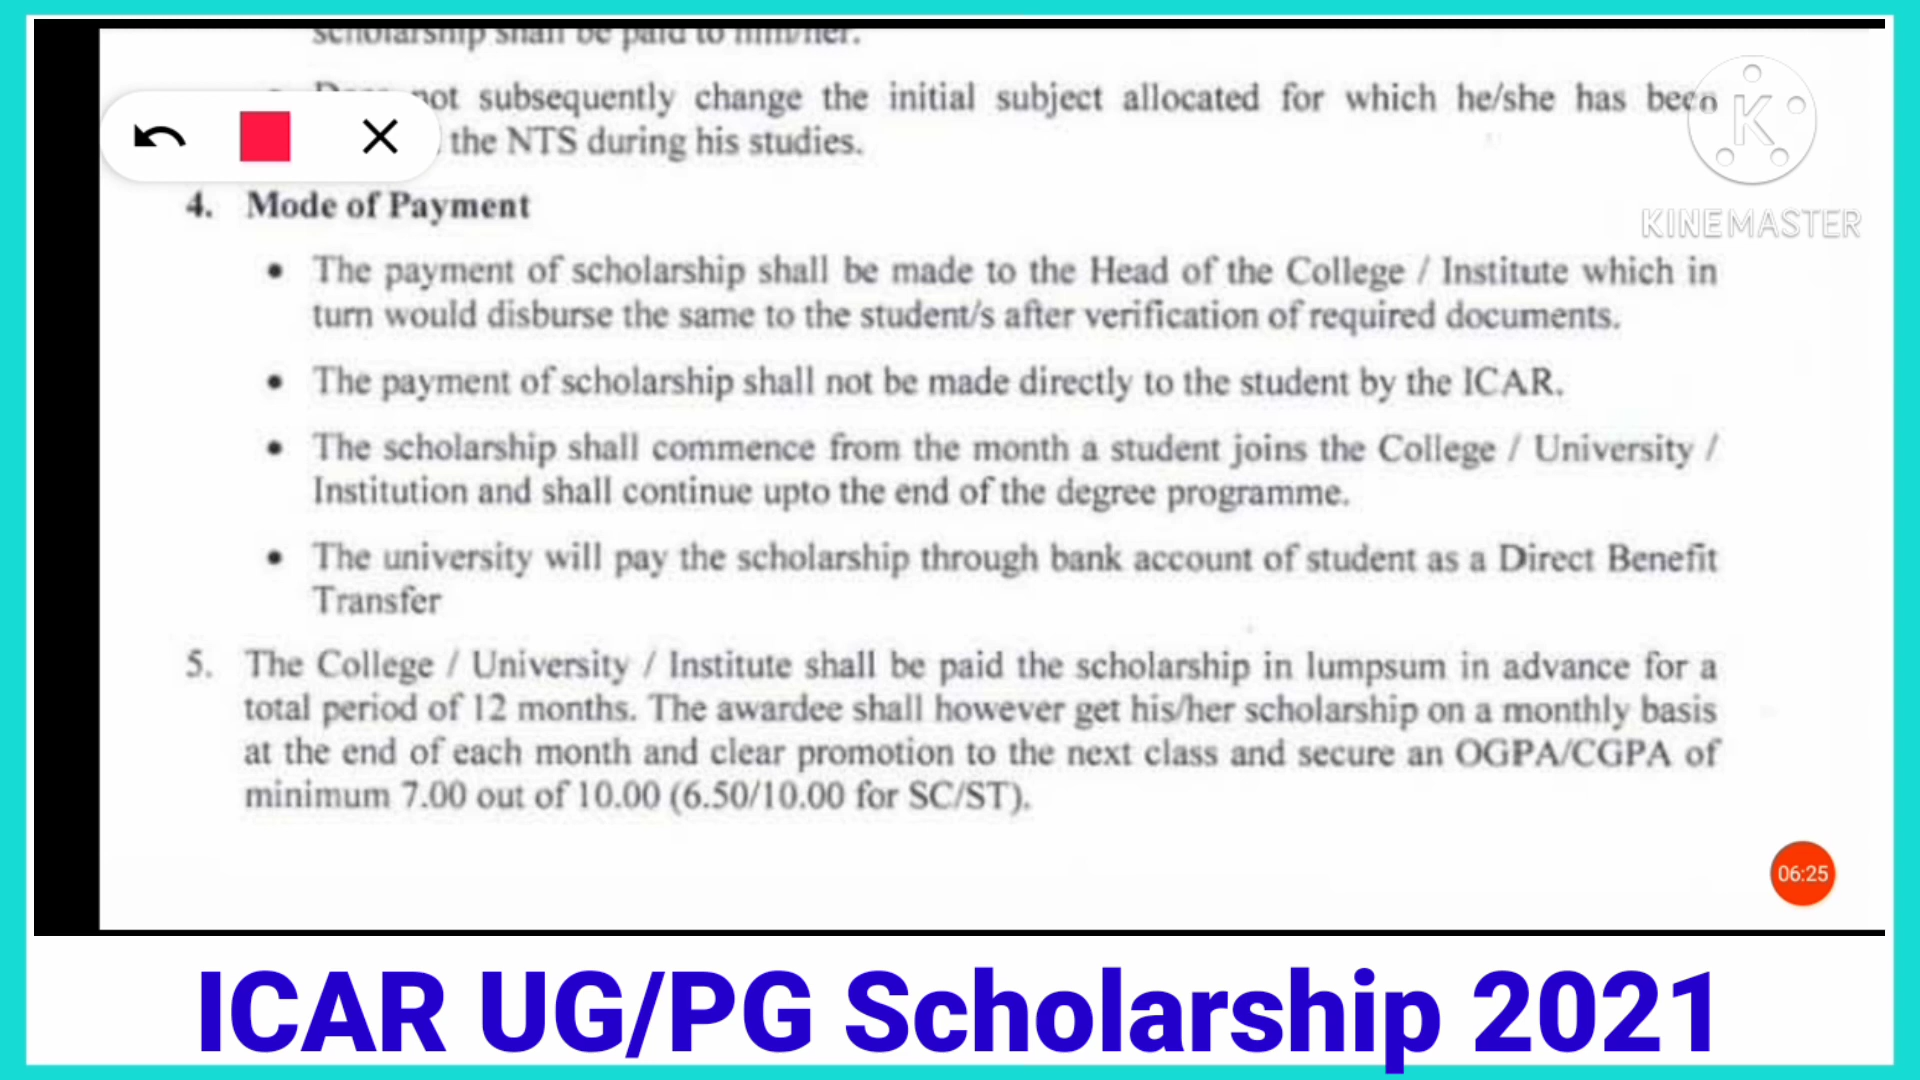 scholarship shall be paid to him/her.
not subsequently change the initial subject allocated for which he/she has been
the NTS during his studies.
4. Mode of Payment
• The payment of scholarship shall be made to the Head of the College / Institute which in
turn would disburse the same to the student/s after verification of required documents.
• The payment of scholarship shall not be made directly to the student by the ICAR.
• The scholarship shall commence from the month a student joins the College / University /
Institution and shall continue upto the end of the degree programme.
• The university will pay the scholarship through bank account of student as a Direct Benefit
Transfer
5. The College / University / Institute shall be paid the scholarship in lumpsum in advance for a
total period of 12 months. The awardee shall however get his/her scholarship on a monthly basis
at the end of each month and clear promotion to the next class and secure an OGPA/CGPA of
minimum 7.00 out of 10.00 (6.50/10.00 for SC/ST).
K
KINEMASTER
06:25
ICAR UG/PG Scholarship 2021